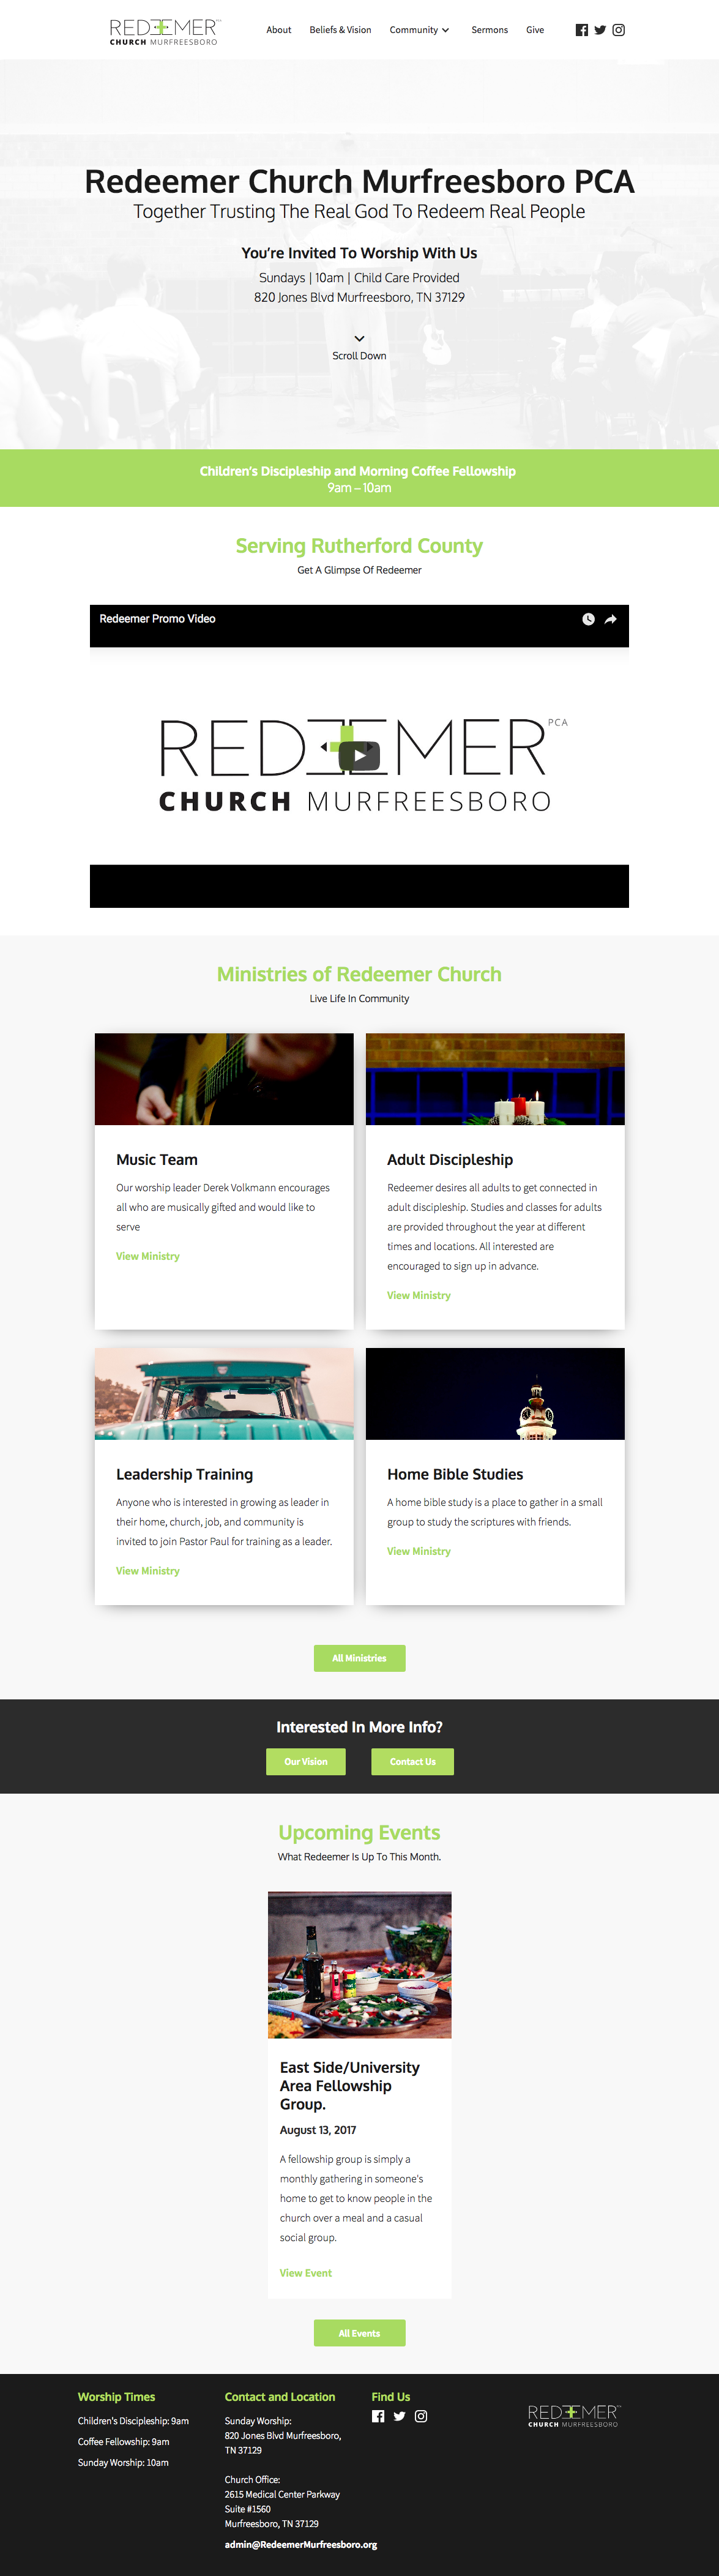 REDEEMER
CHURCH MURFREESBORO
About
Beliefs & Vision
Community
Sermons
Give
Redeemer Church Murfreesboro PCA
Together Trusting The Real God To Redeem Real People
You're Invited To Worship With Us
Sundays | 10am | Child Care Provided
820 Jones Blvd Murfreesboro, TN 37129
Scroll Down
Children's Discipleship and Morning Coffee Fellowship
9am – 10am
Serving Rutherford County
Get A Glimpse Of Redeemer
Redeemer Promo Video
REDEEMER PCA
CHURCH MURFREESBORO
Ministries of Redeemer Church
Live Life In Community
Music Team
Our worship leader Derek Volkmann encourages
all who are musically gifted and would like to
serve
View Ministry
Adult Discipleship
Redeemer desires all adults to get connected in
adult discipleship. Studies and classes for adults
are provided throughout the year at different
times and locations. All interested are
encouraged to sign up in advance.
View Ministry
Leadership Training
Anyone who is interested in growing as leader in
their home, church, job, and community is
invited to join Pastor Paul for training as a leader.
View Ministry
Home Bible Studies
A home bible study is a place to gather in a small
group to study the scriptures with friends.
View Ministry
All Ministries
Interested In More Info?
Our Vision
Contact Us
Upcoming Events
What Redeemer Is Up To This Month.
East Side/University
Area Fellowship
Group.
August 13, 2017
A fellowship group is simply a
monthly gathering in someone's
home to get to know people in the
church over a meal and a casual
social group.
View Event
All Events
Worship Times
Children's Discipleship: 9am
Coffee Fellowship: 9am
Sunday Worship: 10am
Contact and Location
Sunday Worship:
820 Jones Blvd Murfreesboro,
TN 37129
Church Office:
2615 Medical Center Parkway
Suite #1560
Murfreesboro, TN 37129
admin@RedeemerMurfreesboro.org
Find Us
REDEEMER
CHURCH MURFREESBORO